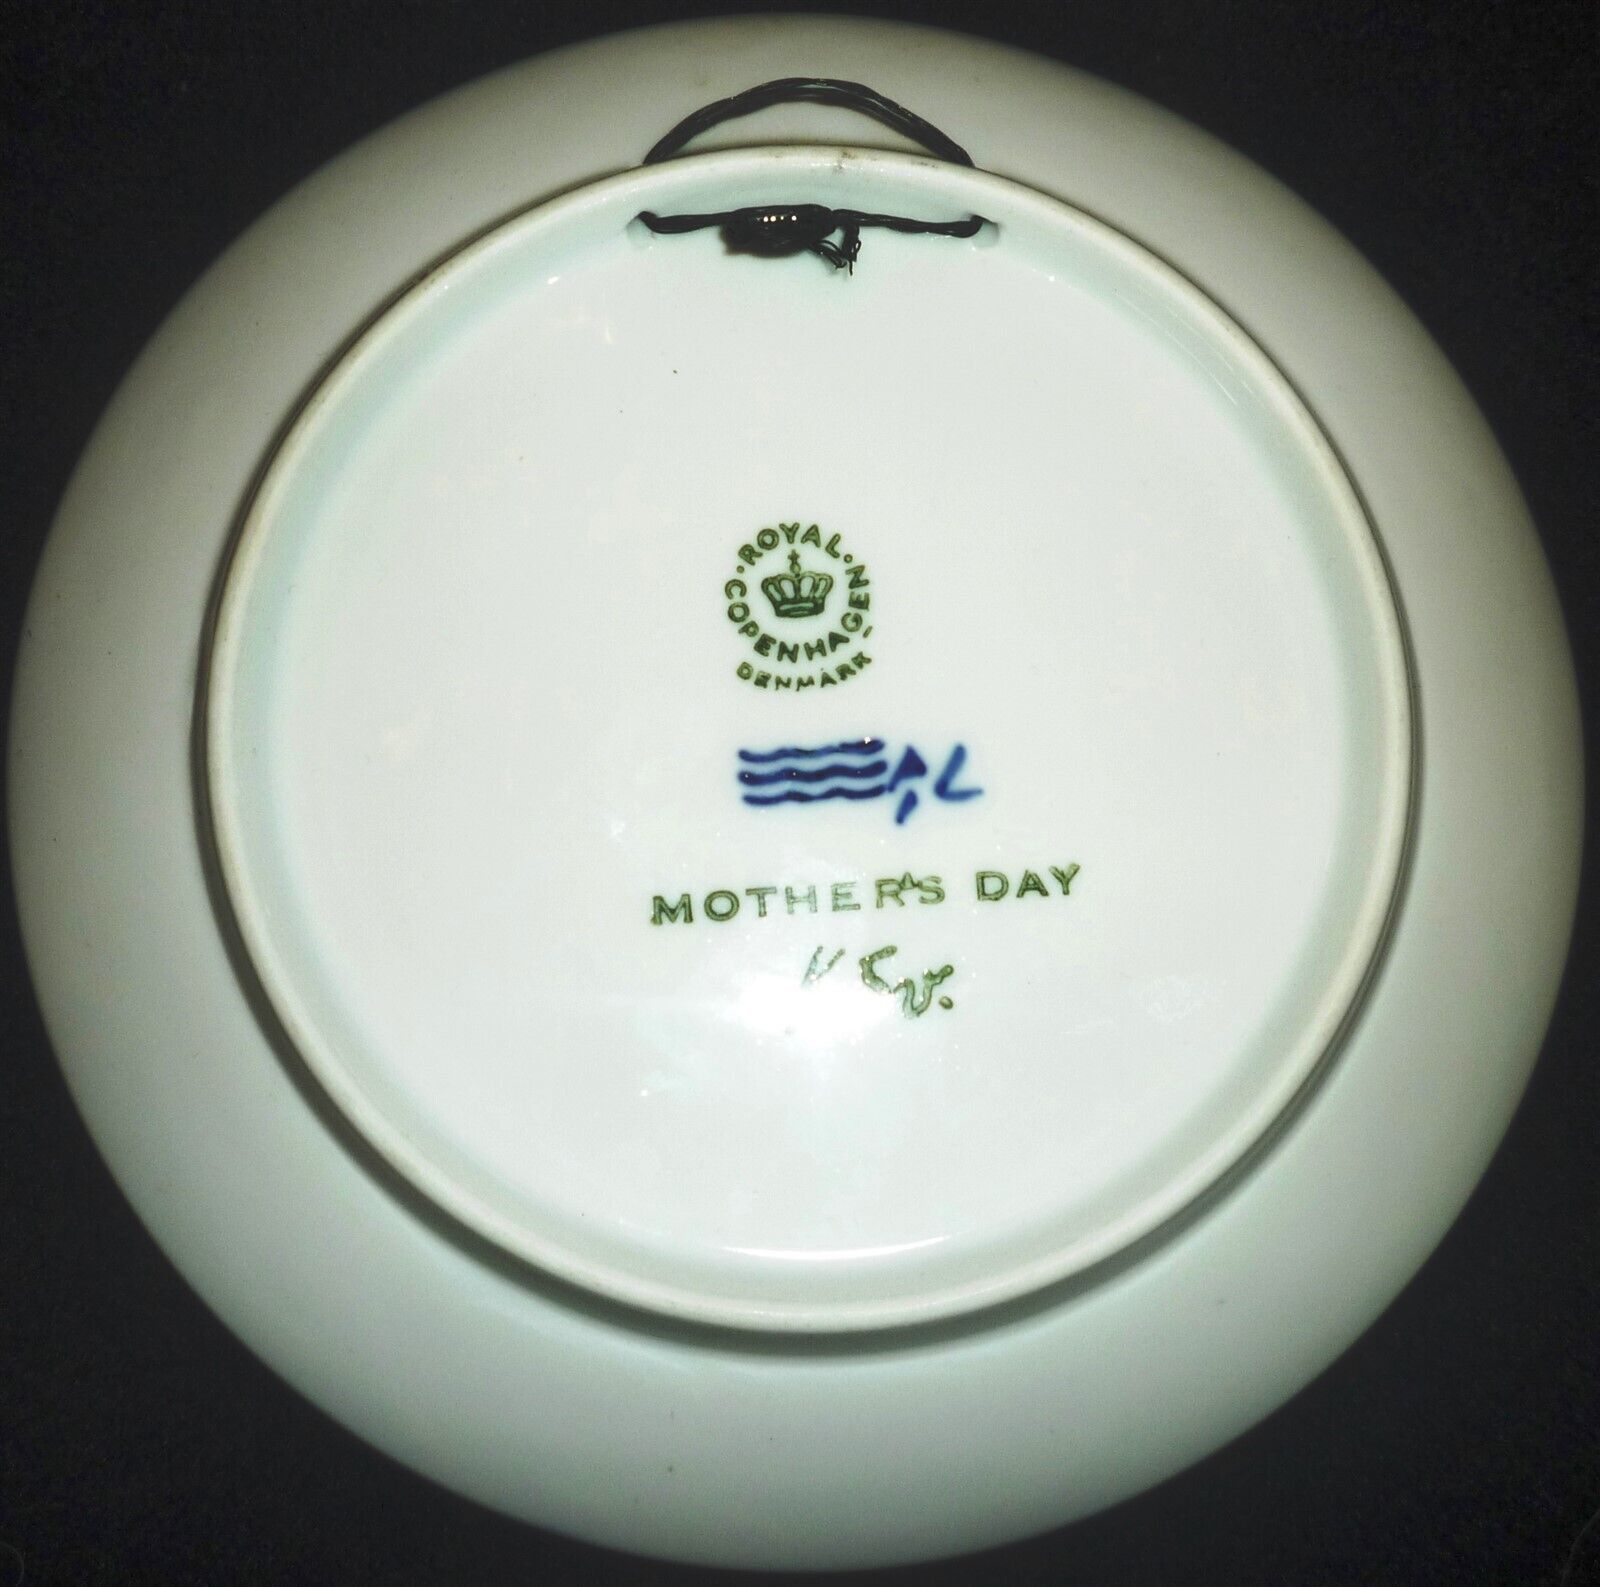 ROYAL
COPENHAGEN
DENMARK
MOTHER'S DAY